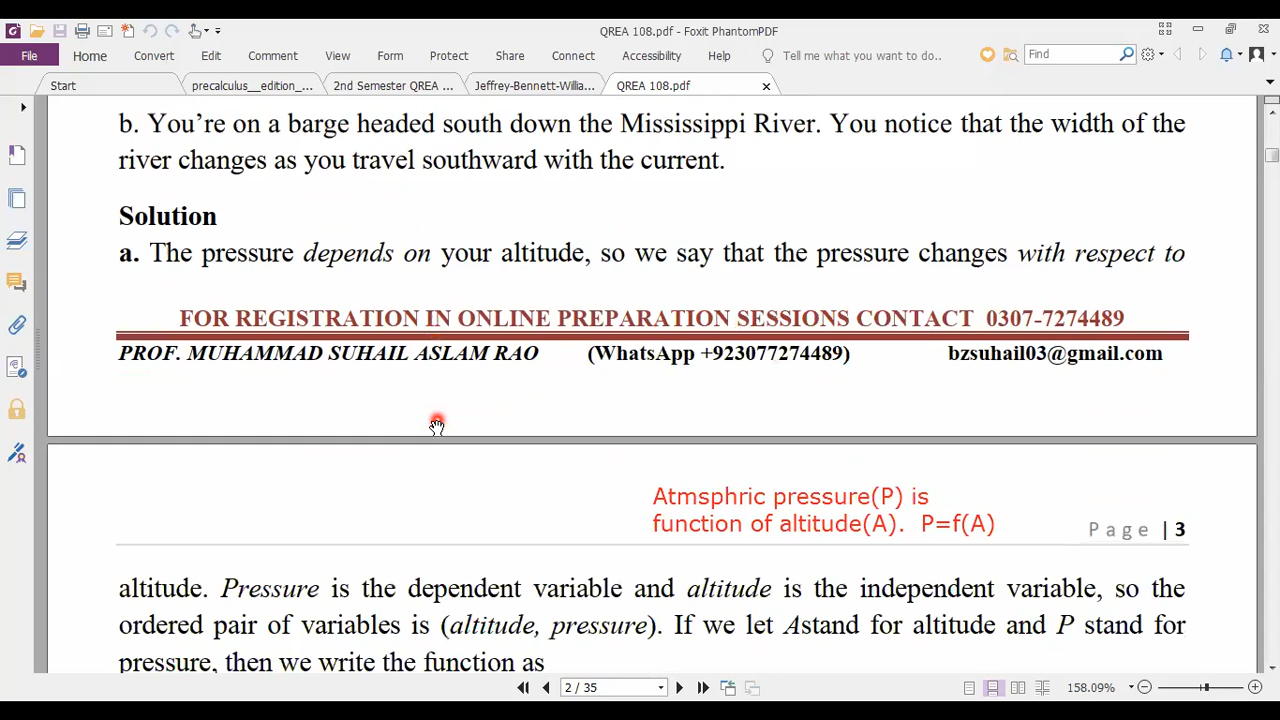 QREA 108.pdf - Foxit PhantomPDF
File Home Convert Edit Comment View Form Protect Share Connect Accessibility Help Tell me what you want to do.. Find
Start precalculus__edition_... 2nd Semester QREA ... Jeffrey-Bennett-Willia... QREA 108.pdf
b. You’re on a barge headed south down the Mississippi River. You notice that the width of the
river changes as you travel southward with the current.
Solution
a. The pressure depends on your altitude, so we say that the pressure changes with respect to
FOR REGISTRATION IN ONLINE PREPARATION SESSIONS CONTACT 0307-7274489
PROF. MUHAMMAD SUHAIL ASLAM RAO (WhatsApp +923077274489) bzsuhail03@gmail.com
Atmsphric pressure(P) is
function of altitude(A). P=f(A)
Page | 3
altitude. Pressure is the dependent variable and altitude is the independent variable, so the
ordered pair of variables is (altitude, pressure). If we let Astand for altitude and P stand for
pressure, then we write the function as
2 / 35 158.09%